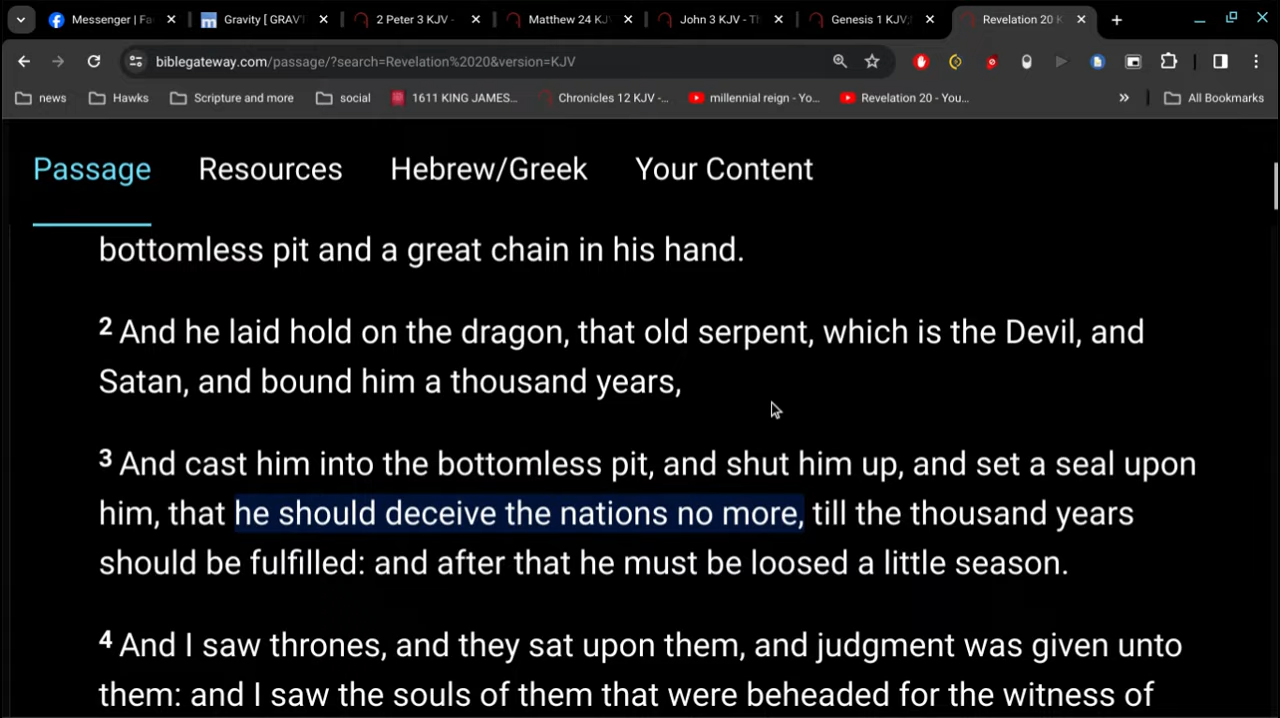 Messenger | Fa
Gravity [ GRAV'
2 Peter 3 KJV -
Matthew 24 KJ
John 3 KJV - Th
Genesis 1 KJV;
Revelation 20 K
biblegateway.com/passage/?search=Revelation%2020&version=KJV
news
Hawks
Scripture and more
social
1611 KING JAMES...
Chronicles 12 KJV -...
millennial reign - Yo...
Revelation 20 - You...
»
All Bookmarks
Passage
Resources
Hebrew/Greek
Your Content
bottomless pit and a great chain in his hand.
2 And he laid hold on the dragon, that old serpent, which is the Devil, and
Satan, and bound him a thousand years,
3 And cast him into the bottomless pit, and shut him up, and set a seal upon
him, that he should deceive the nations no more, till the thousand years
should be fulfilled: and after that he must be loosed a little season.
4 And I saw thrones, and they sat upon them, and judgment was given unto
them: and I saw the souls of them that were beheaded for the witness of